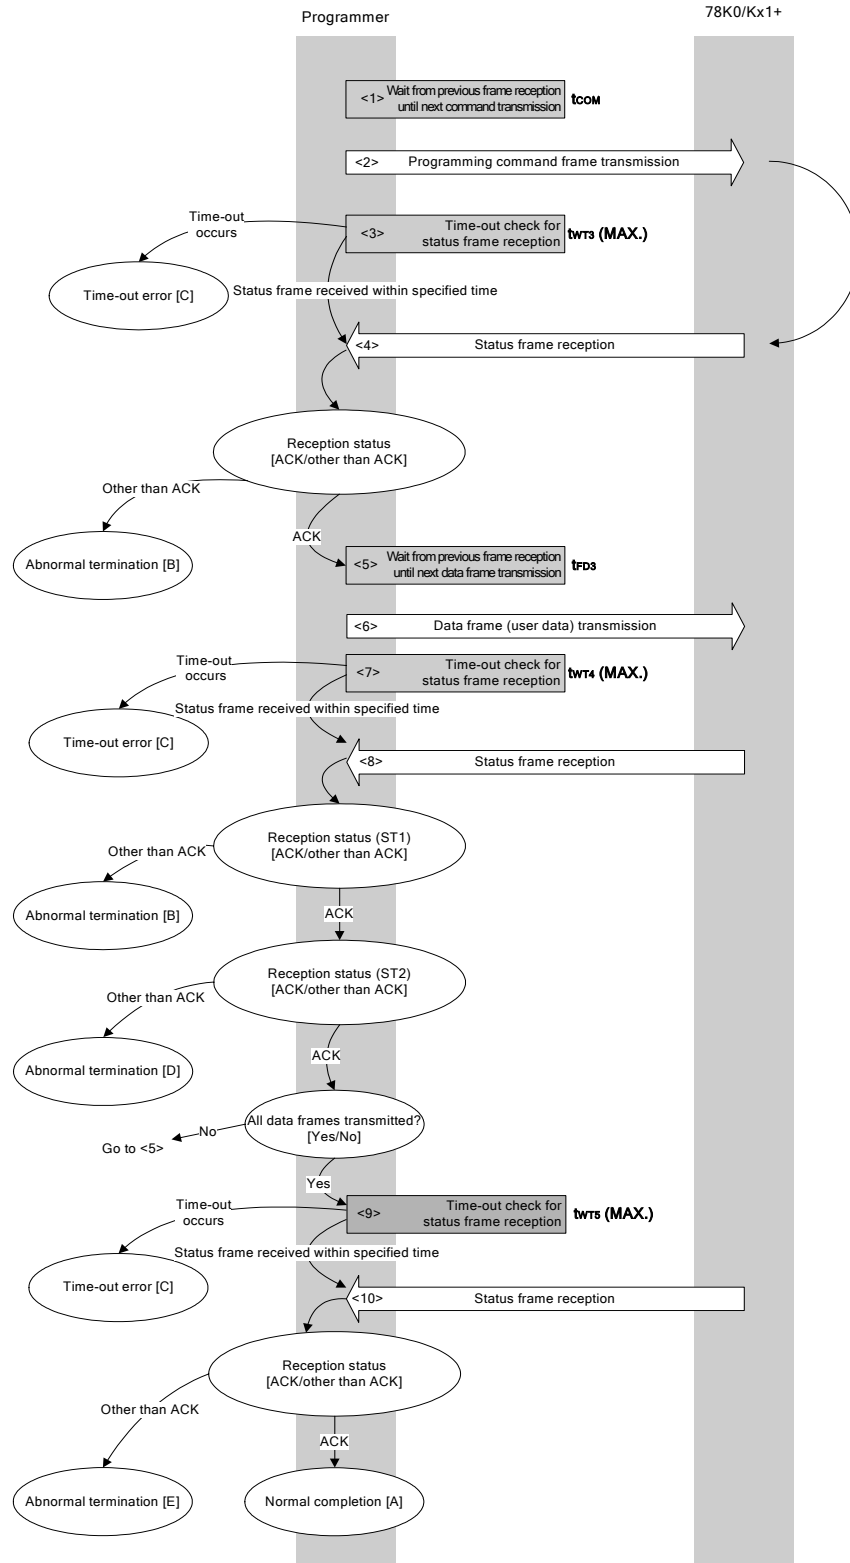 Programmer
78K0/Kx1+
<1> Wait from previous frame reception
until next command transmission
tCOM
<2> Programming command frame transmission
Time-out
occurs
<3> Time-out check for
status frame reception
tWT3 (MAX.)
Time-out error [C]
Status frame received within specified time
<4> Status frame reception
Reception status
[ACK/other than ACK]
Other than ACK
ACK
Abnormal termination [B]
<5> Wait from previous frame reception
until next data frame transmission
tFD3
<6> Data frame (user data) transmission
Time-out
occurs
<7> Time-out check for
status frame reception
tWT4 (MAX.)
Status frame received within specified time
Time-out error [C]
<8> Status frame reception
Reception status (ST1)
[ACK/other than ACK]
Other than ACK
Abnormal termination [B]
ACK
Reception status (ST2)
[ACK/other than ACK]
Other than ACK
ACK
Abnormal termination [D]
All data frames transmitted?
[Yes/No]
No
Go to <5>
Yes
Time-out
occurs
<9> Time-out check for
status frame reception
tWT5 (MAX.)
Status frame received within specified time
Time-out error [C]
<10> Status frame reception
Reception status
[ACK/other than ACK]
Other than ACK
ACK
Abnormal termination [E]
Normal completion [A]